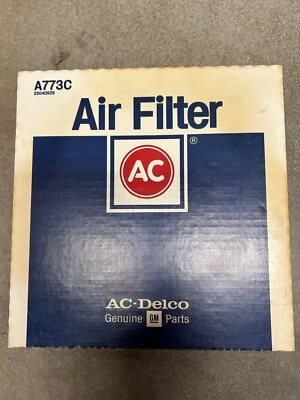 A773C
25040929
Air Filter
AC
®
AC-Delco
Genuine GM Parts